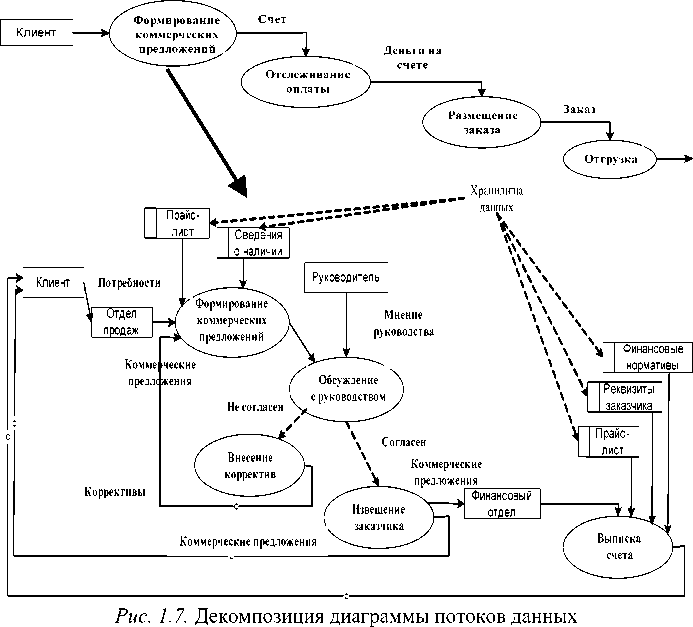 Клиент
Формирование
коммерческих
предложений
Счет
Отслеживание
оплаты
Деньги на
счете
Размещение
заказа
Заказ
Отгрузка
Хранилища
данных
Прайс-
лист
Сведения
о наличии
Клиент
Потребности
Отдел
продаж
Формирование
коммерческих
предложений
Руководитель
Мнение
руководства
Коммерческие
предложения
Обсуждение
с руководством
Финансовые
нормативы
Реквизиты
заказчика
Прайс-
лист
Не согласен
Согласен
Внесение
корректив
Коммерческие
предложения
Коррективы
Извещение
заказчика
Финансовый
отдел
Выписка
счета
Коммерческие предложения
Рис. 1.7. Декомпозиция диаграммы потоков данных